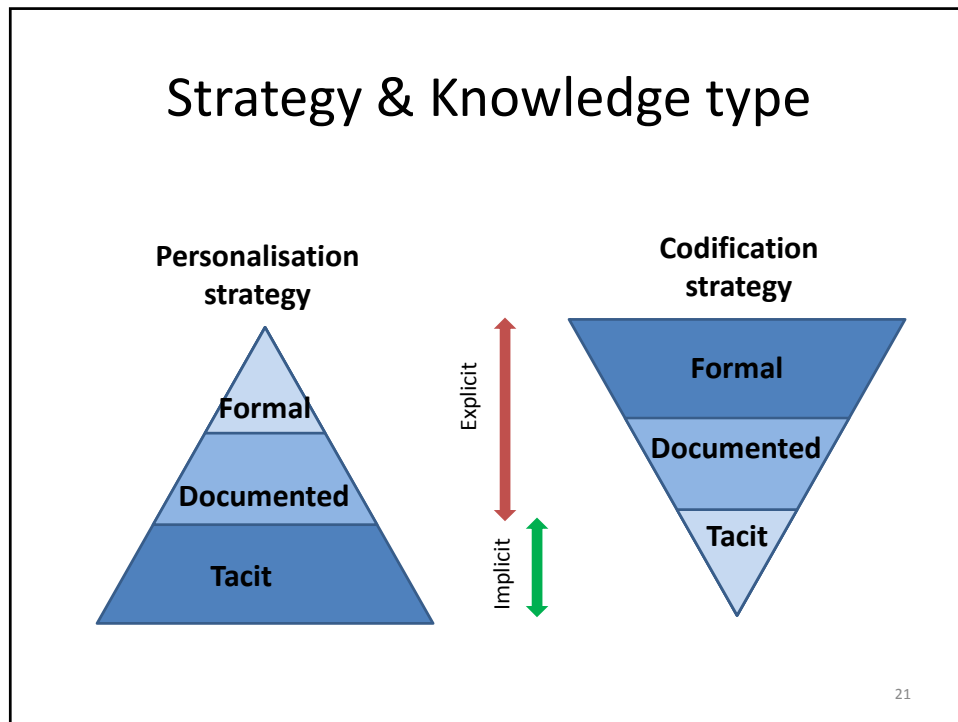 Strategy & Knowledge type
Personalisation
strategy
Formal
Documented
Tacit
Explicit
Implicit
Codification
strategy
Formal
Documented
Tacit
21